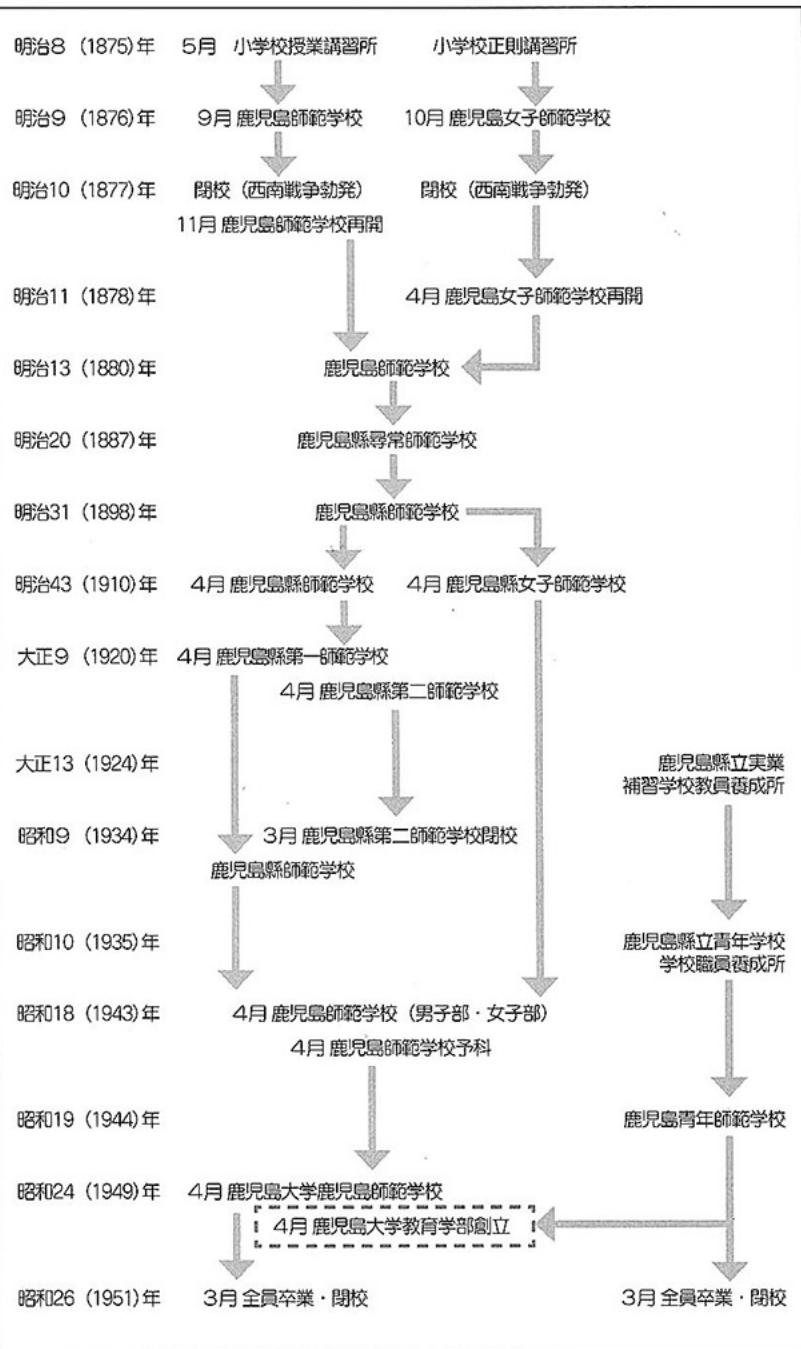 明治8 (1875)年 5月 小学校授業講習所 小学校正則講習所
明治9 (1876)年 9月 鹿児島師範学校 10月 鹿児島女子師範学校
明治10 (1877)年 閉校 (西南戦争勃発) 閉校 (西南戦争勃発)
11月 鹿児島師範学校再開
明治11 (1878)年 4月 鹿児島女子師範学校再開
明治13 (1880)年 鹿児島師範学校
明治20 (1887)年 鹿児島縣尋常師範学校
明治31 (1898)年 鹿児島縣師範学校
明治43 (1910)年 4月 鹿児島縣師範学校 4月 鹿児島縣女子師範学校
大正9 (1920)年 4月 鹿児島縣第一師範学校
4月 鹿児島縣第二師範学校
大正13 (1924)年 鹿児島縣立実業
補習学校教員養成所
昭和9 (1934)年 3月 鹿児島縣第二師範学校閉校
鹿児島縣師範学校
昭和10 (1935)年 鹿児島縣立青年学校
学校職員養成所
昭和18 (1943)年 4月 鹿児島師範学校 (男子部・女子部)
4月 鹿児島師範学校予科
昭和19 (1944)年 鹿児島青年師範学校
昭和24 (1949)年 4月 鹿児島大学鹿児島師範学校
4月 鹿児島大学教育学部創立
昭和26 (1951)年 3月 全員卒業・閉校 3月 全員卒業・閉校